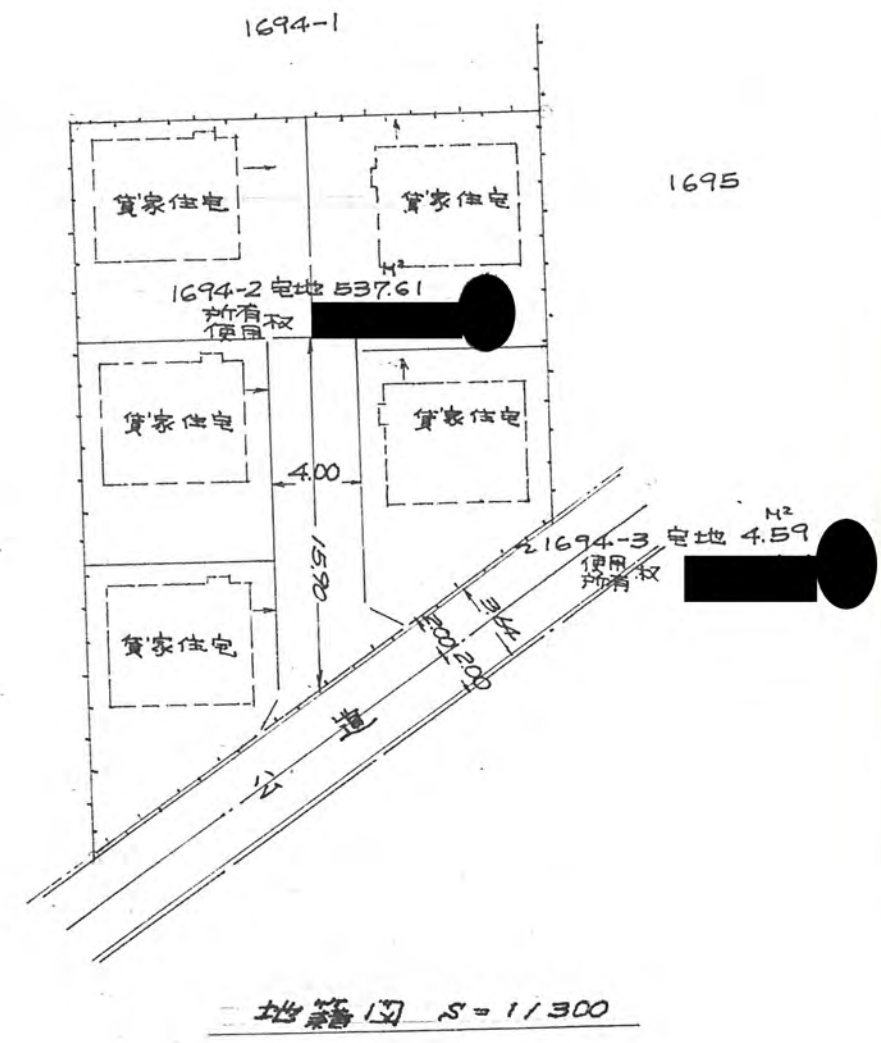 1694-1
1695
貸家住宅
貸家住宅
M²
1694-2 宅地 537.61
所有
使用 权
貸家住宅
貸家住宅
4.00
15.90
M²
1694-3 宅地 4.59
使用
所有 权
3.64
2.00
2.00
貸家住宅
公道
地籍図 S=1/300